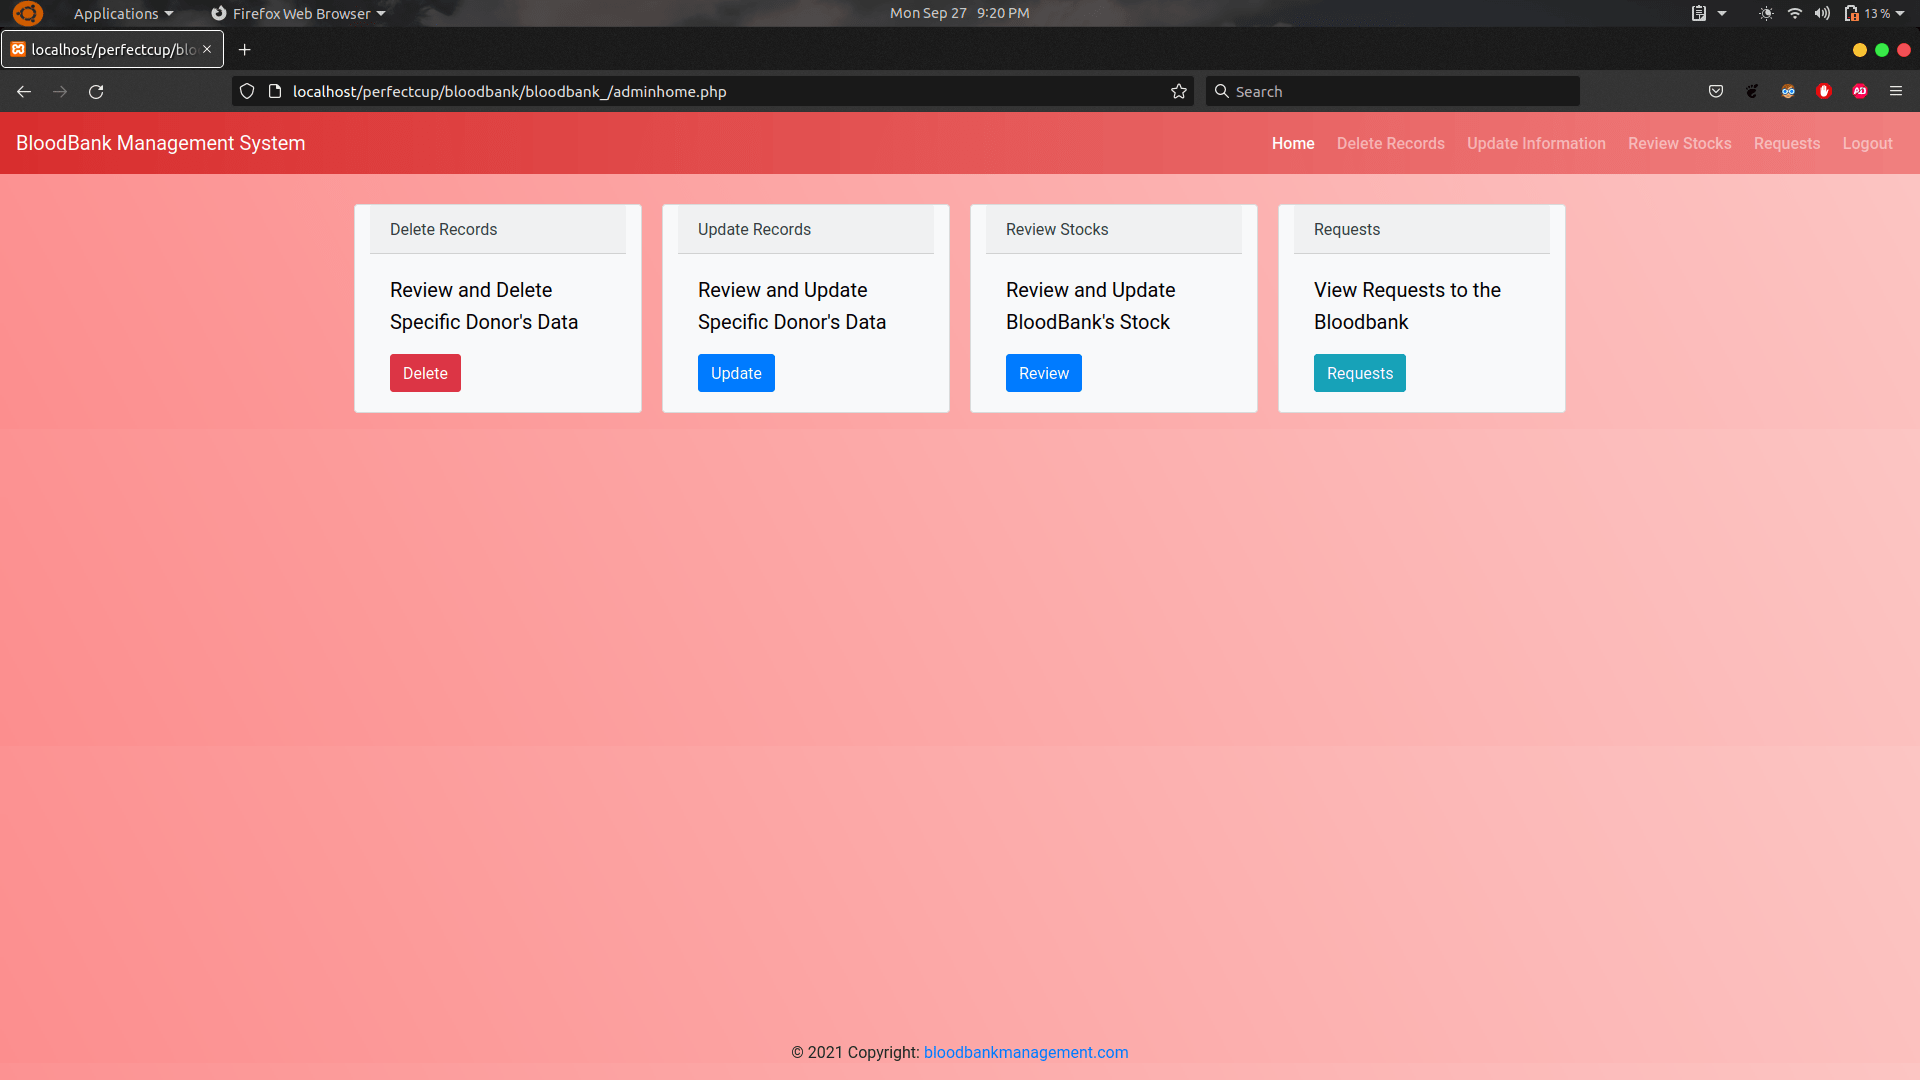 Applications
Firefox Web Browser
Mon Sep 27 9:20 PM
13 %
localhost/perfectcup/blo
localhost/perfectcup/bloodbank/bloodbank_/adminhome.php
Search
BloodBank Management System
Home
Delete Records
Update Information
Review Stocks
Requests
Logout
Delete Records
Review and Delete
Specific Donor's Data
Delete
Update Records
Review and Update
Specific Donor's Data
Update
Review Stocks
Review and Update
BloodBank's Stock
Review
Requests
View Requests to the
Bloodbank
Requests
© 2021 Copyright: bloodbankmanagement.com